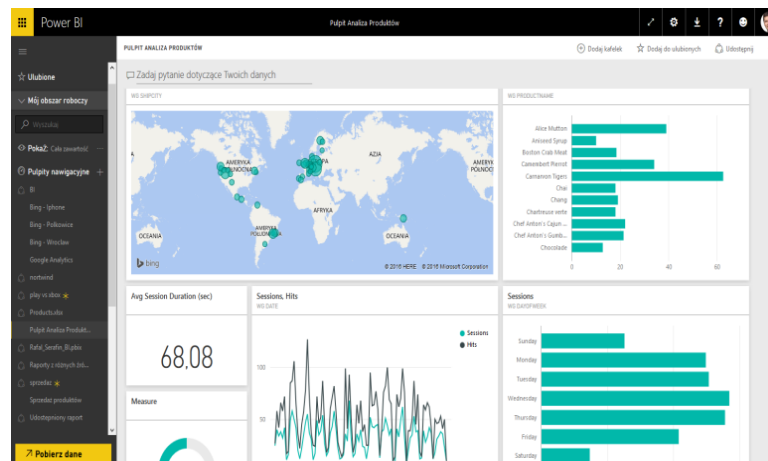 Power BI
Pulpit Analiza Produktów
PULPIT ANALIZA PRODUKTÓW
Dodaj kafelek
Dodaj do ulubionych
Udostępnij
Ulubione
Mój obszar roboczy
Wyszukaj
Pokaż: Cała zawartość
Pulpity nawigacyjne
BI
Bing - Iphone
Bing - Polkowice
Bing - Wrocław
Google Analytics
nortwind
play vs xbox
Products.xlsx
Pulpit Analiza Produkt...
Rafal_Serafin_BI.pbix
Raporty z różnych źró...
sprzedaż
Sprzedaż produktów
Udostępniony raport
Pobierz dane
Zadaj pytanie dotyczące Twoich danych
WG SHIPCITY
AMERYKA
PÓŁNOCNA
AZJA
AMERYK
PÓŁNOC
AFRYKA
OCEANIA
OCEANIA
bing
© 2016 HERE © 2016 Microsoft Corporation
WG PRODUCTNAME
Alice Mutton
Aniseed Syrup
Boston Crab Meat
Camembert Pierrot
Carnarvon Tigers
Chai
Chang
Chartreuse verte
Chef Anton's Cajun ...
Chef Anton's Gumb...
Chocolade
0 20 40 60
Avg Session Duration (sec)
68,08
Measure
Sessions, Hits
WG DATE
Sessions
Hits
100
50
Sessions
WG DAYOFWEEK
Sunday
Monday
Tuesday
Wednesday
Thursday
Friday
Saturday